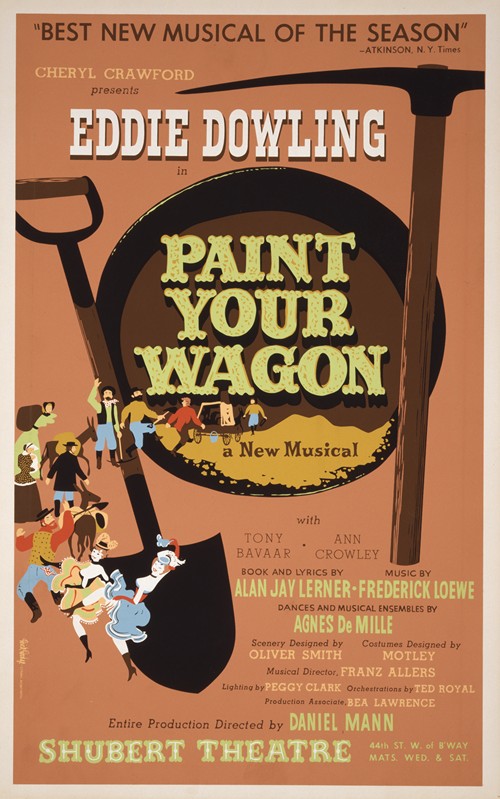 "BEST NEW MUSICAL OF THE SEASON"
–ATKINSON, N.Y. Times
CHERYL CRAWFORD
presents
EDDIE DOWLING
in
PAINT
YOUR
WAGON
a New Musical
with
TONY BAVAAR · ANN CROWLEY
BOOK AND LYRICS BY MUSIC BY
ALAN JAY LERNER-FREDERICK LOEWE
DANCES AND MUSICAL ENSEMBLES BY
AGNES De MILLE
Scenery Designed by Costumes Designed by
OLIVER SMITH MOTLEY
Musical Director, FRANZ ALLERS
Lighting by PEGGY CLARK Orchestrations by TED ROYAL
Production Associate, BEA LAWRENCE
Entire Production Directed by DANIEL MANN
SHUBERT THEATRE
44th ST. W. of B'WAY
MATS. WED. & SAT.